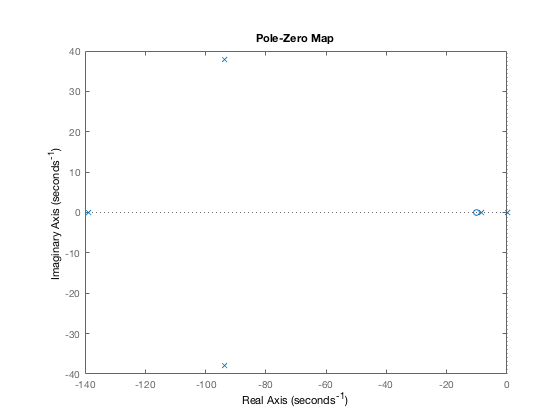 Pole-Zero Map
40
30
20
10
0
-10
-20
-30
-40
Imaginary Axis (seconds⁻¹)
-140 -120 -100 -80 -60 -40 -20 0
Real Axis (seconds⁻¹)